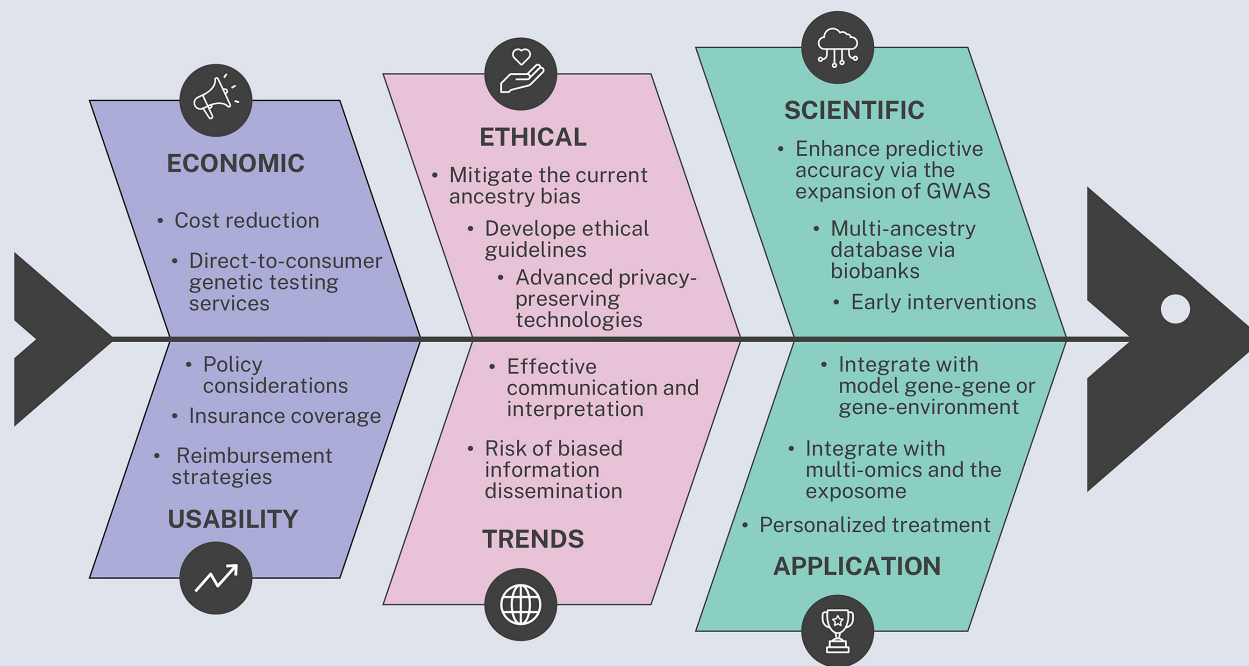 ECONOMIC
• Cost reduction
• Direct-to-consumer
genetic testing
services
• Policy
considerations
• Insurance coverage
• Reimbursement
strategies
USABILITY
ETHICAL
• Mitigate the current
ancestry bias
• Develope ethical
guidelines
• Advanced privacy-
preserving
technologies
• Effective
communication and
interpretation
• Risk of biased
information
dissemination
TRENDS
SCIENTIFIC
• Enhance predictive
accuracy via the
expansion of GWAS
• Multi-ancestry
database via
biobanks
• Early interventions
• Integrate with
model gene-gene or
gene-environment
• Integrate with
multi-omics and the
exposome
• Personalized treatment
APPLICATION